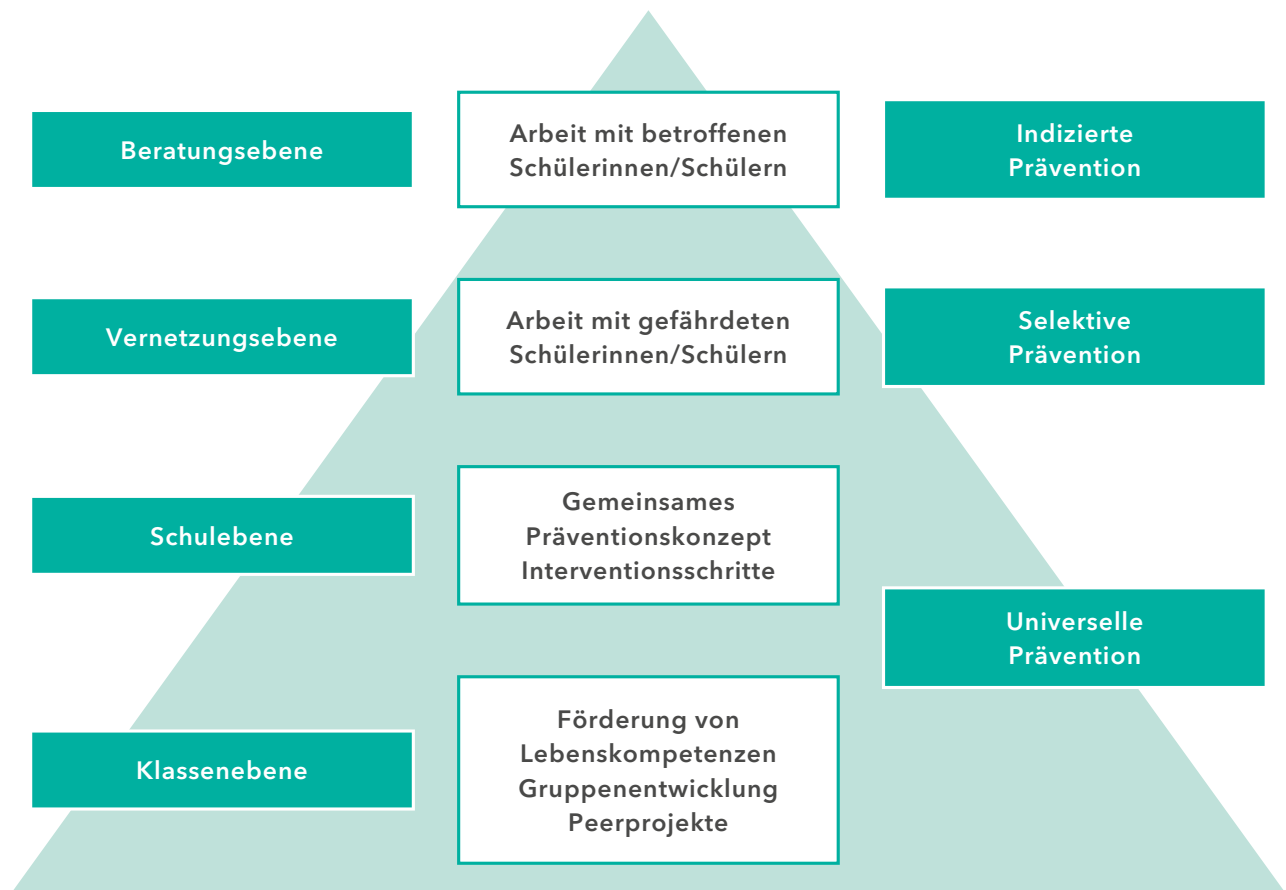 Beratungsebene
Arbeit mit betroffenen
Schülerinnen/Schülern
Indizierte
Prävention
Vernetzungsebene
Arbeit mit gefährdeten
Schülerinnen/Schülern
Selektive
Prävention
Schulebene
Gemeinsames
Präventionskonzept
Interventionsschritte
Universelle
Prävention
Klassenebene
Förderung von
Lebenskompetenzen
Gruppenentwicklung
Peerprojekte